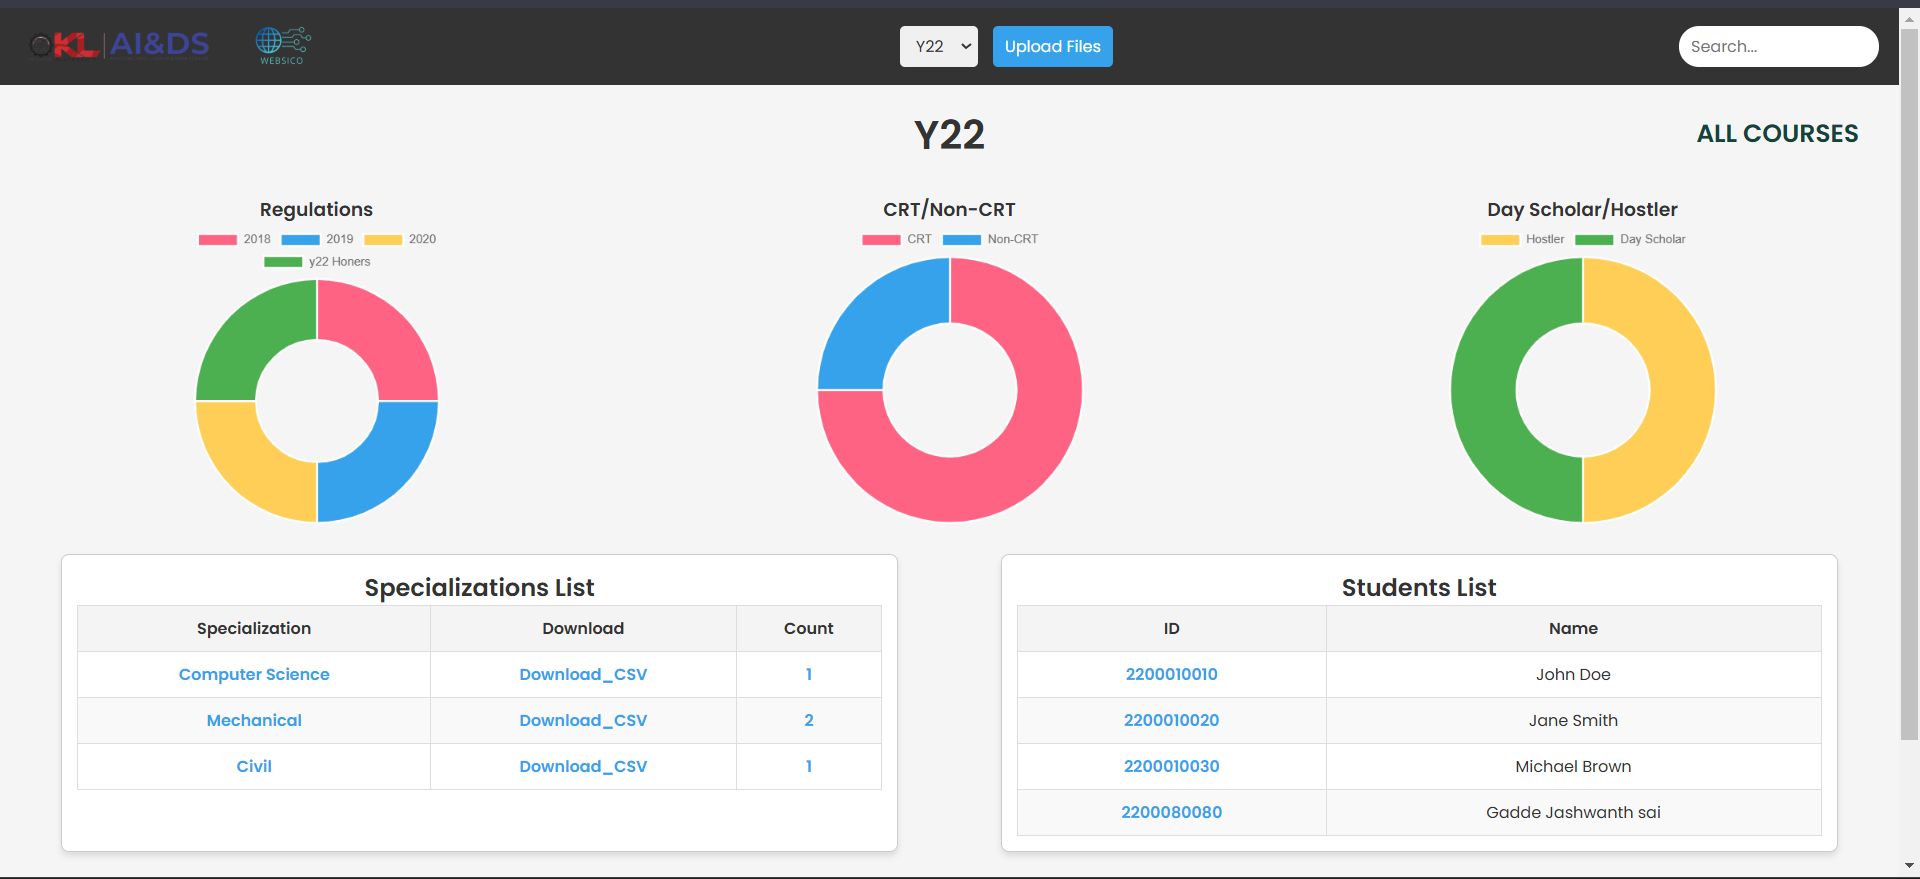 KL | AI&DS
WEBSICO
Y22
Upload Files
Search...
Y22
ALL COURSES
Regulations
2018 2019 2020
y22 Honers
CRT/Non-CRT
CRT Non-CRT
Day Scholar/Hostler
Hostler Day Scholar
Specializations List
Specialization Download Count
Computer Science Download_CSV 1
Mechanical Download_CSV 2
Civil Download_CSV 1
Students List
ID Name
2200010010 John Doe
2200010020 Jane Smith
2200010030 Michael Brown
2200080080 Gadde Jashwanth sai